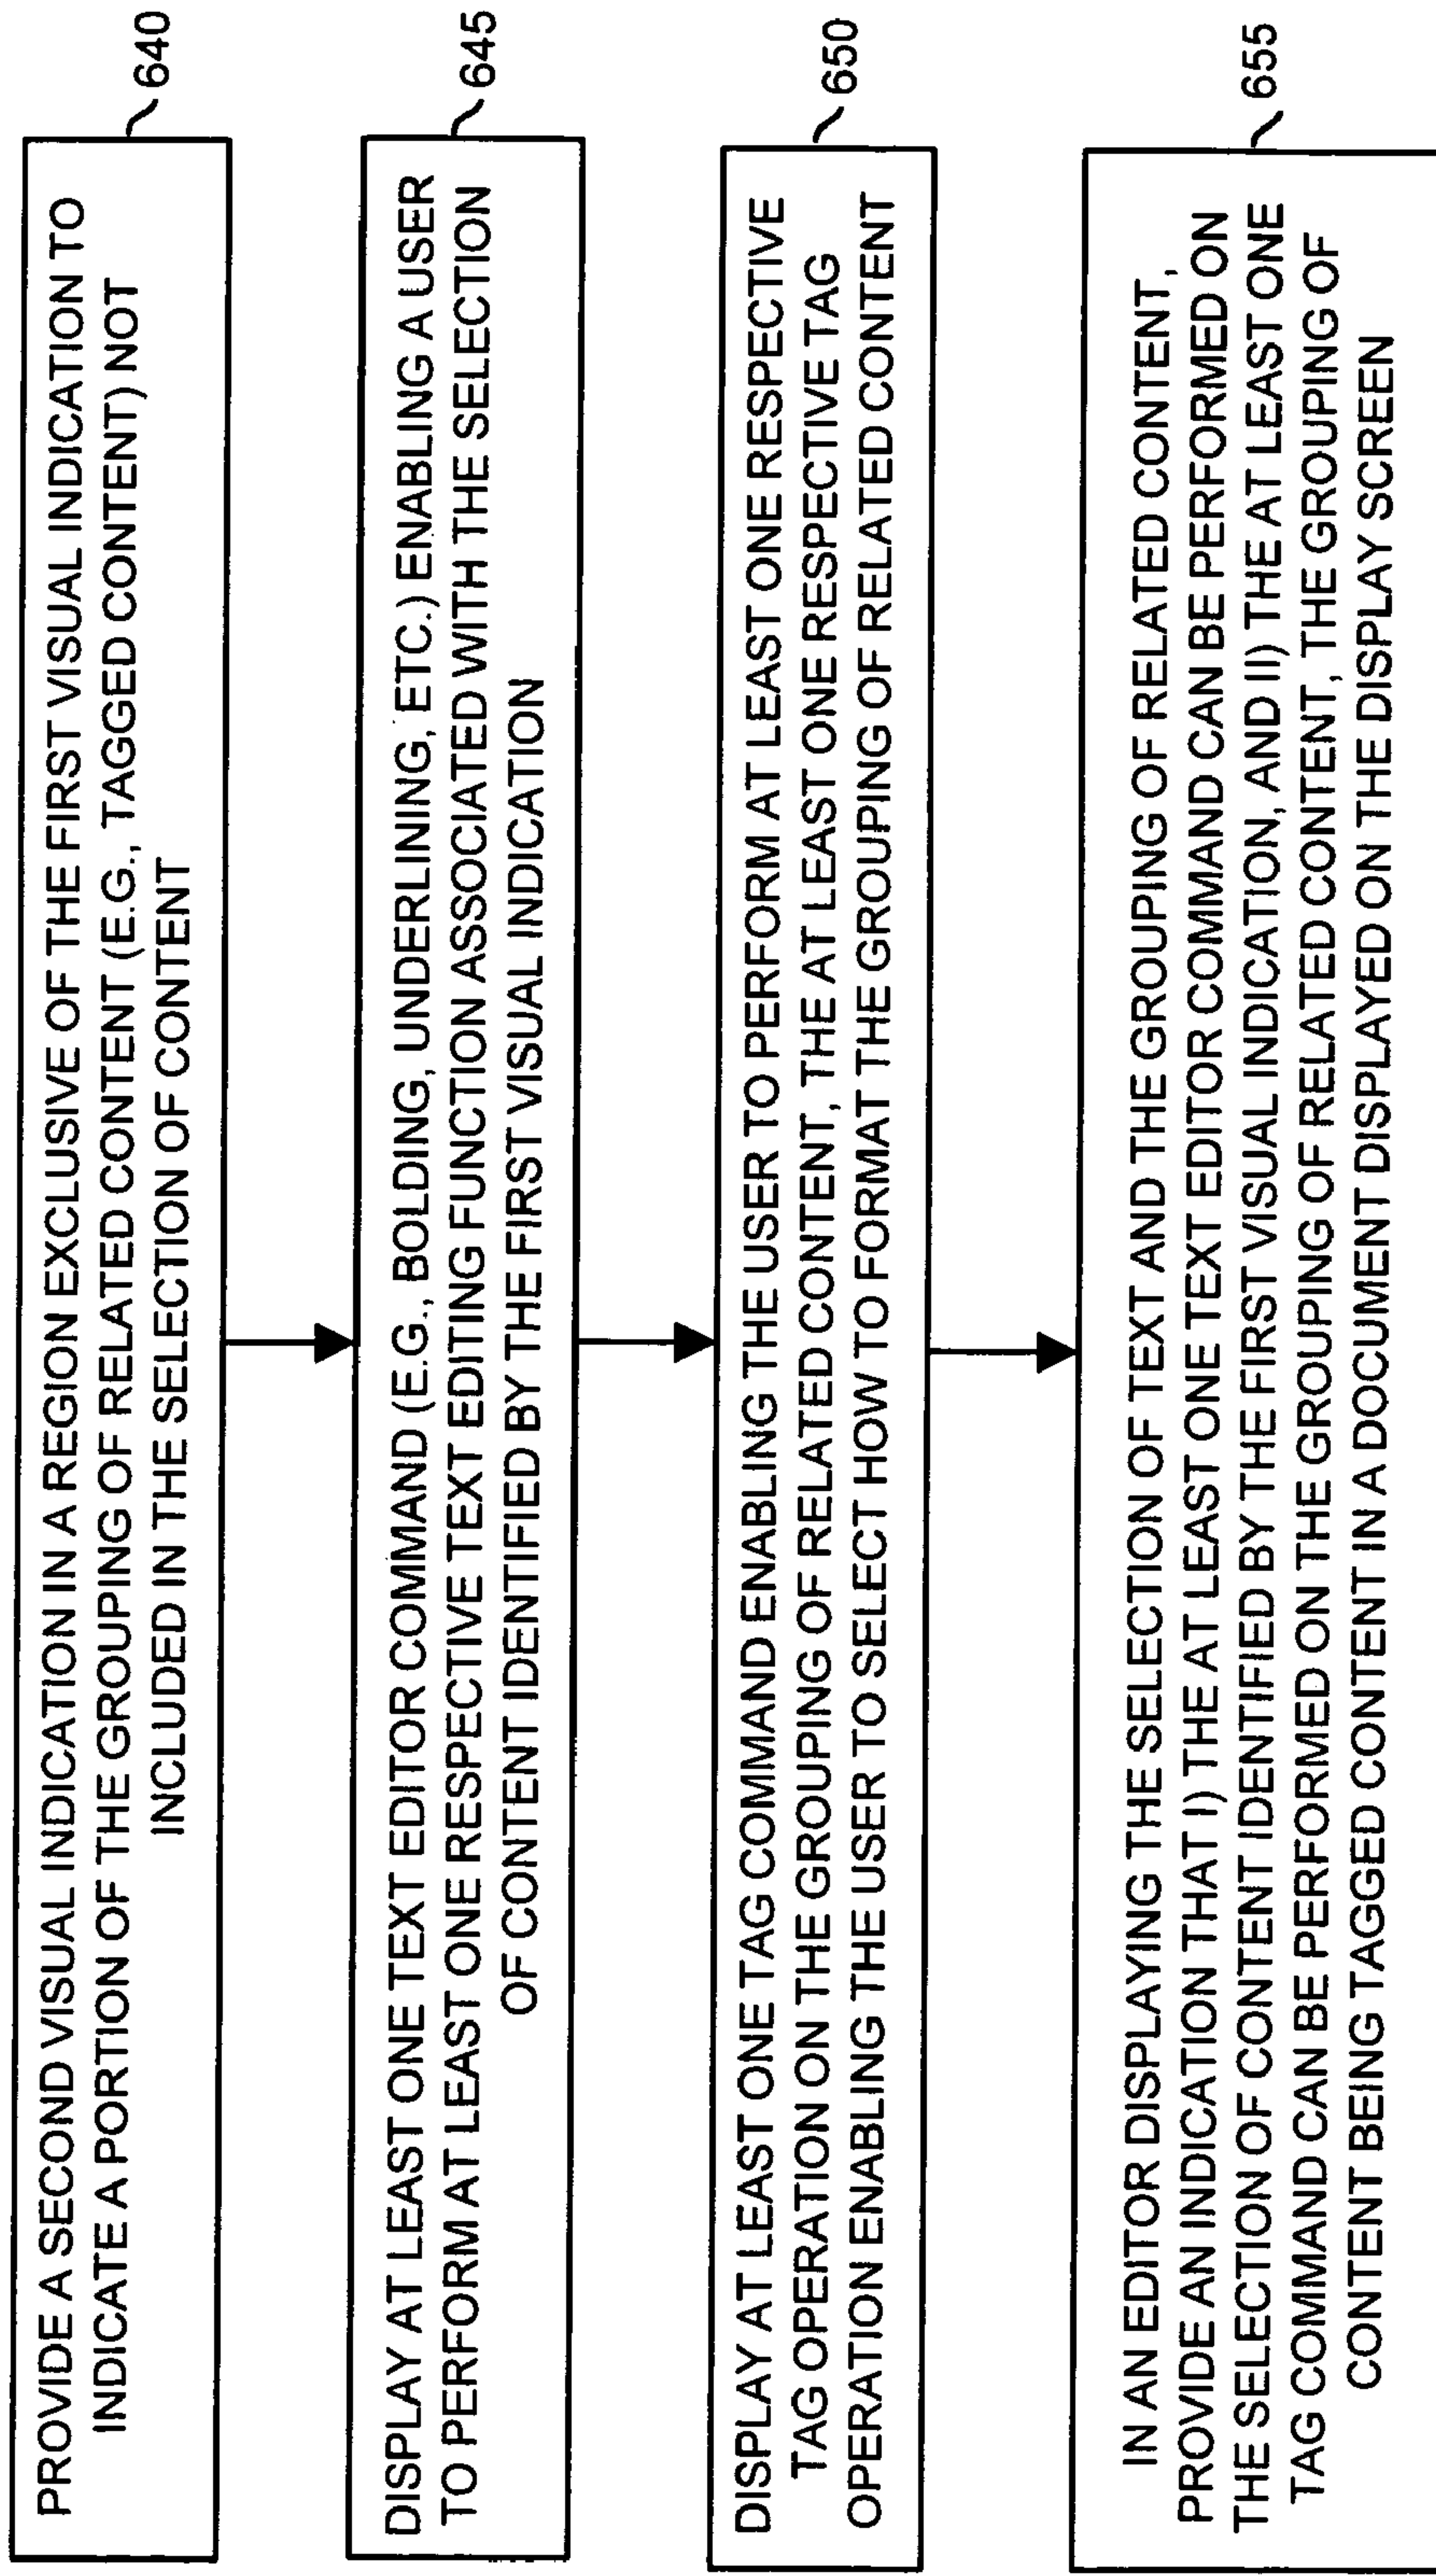 PROVIDE A SECOND VISUAL INDICATION IN A REGION EXCLUSIVE OF THE FIRST VISUAL INDICATION TO
INDICATE A PORTION OF THE GROUPING OF RELATED CONTENT (E.G., TAGGED CONTENT) NOT
INCLUDED IN THE SELECTION OF CONTENT
640
DISPLAY AT LEAST ONE TEXT EDITOR COMMAND (E.G., BOLDING, UNDERLINING, ETC.) ENABLING A USER
TO PERFORM AT LEAST ONE RESPECTIVE TEXT EDITING FUNCTION ASSOCIATED WITH THE SELECTION
OF CONTENT IDENTIFIED BY THE FIRST VISUAL INDICATION
645
DISPLAY AT LEAST ONE TAG COMMAND ENABLING THE USER TO PERFORM AT LEAST ONE RESPECTIVE
TAG OPERATION ON THE GROUPING OF RELATED CONTENT, THE AT LEAST ONE RESPECTIVE TAG
OPERATION ENABLING THE USER TO SELECT HOW TO FORMAT THE GROUPING OF RELATED CONTENT
650
IN AN EDITOR DISPLAYING THE SELECTION OF TEXT AND THE GROUPING OF RELATED CONTENT,
PROVIDE AN INDICATION THAT I) THE AT LEAST ONE TEXT EDITOR COMMAND CAN BE PERFORMED ON
THE SELECTION OF CONTENT IDENTIFIED BY THE FIRST VISUAL INDICATION, AND II) THE AT LEAST ONE
TAG COMMAND CAN BE PERFORMED ON THE GROUPING OF RELATED CONTENT, THE GROUPING OF
CONTENT BEING TAGGED CONTENT IN A DOCUMENT DISPLAYED ON THE DISPLAY SCREEN
655